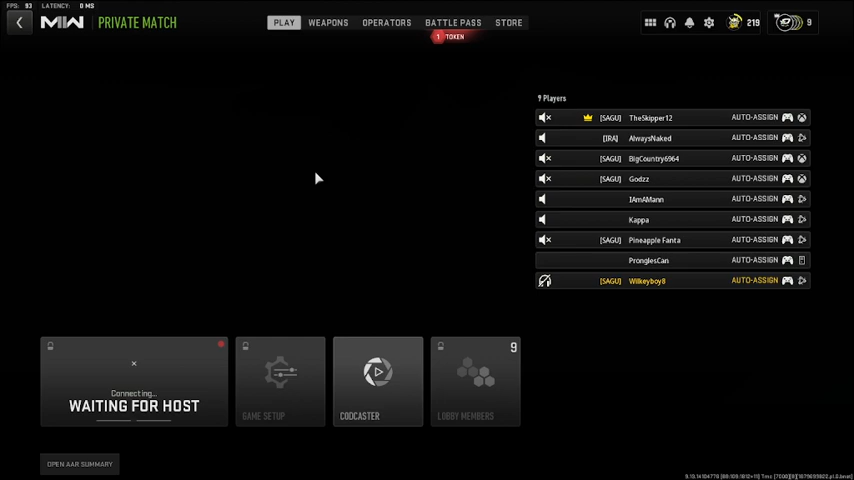 FPS: 93 LATENCY: 0 MS
MW PRIVATE MATCH PLAY WEAPONS OPERATORS BATTLE PASS STORE 219 9
1 TOKEN
9 Players
[SAGU] TheSkipper12 AUTO-ASSIGN
[IRA] AlwaysNaked AUTO-ASSIGN
[SAGU] BigCountry6964 AUTO-ASSIGN
[SAGU] Godzz AUTO-ASSIGN
IAmAMann AUTO-ASSIGN
Kappa AUTO-ASSIGN
[SAGU] Pineapple Fanta AUTO-ASSIGN
PronglesCan AUTO-ASSIGN
[SAGU] Wilkeyboy8 AUTO-ASSIGN
9
Connecting...
WAITING FOR HOST
GAME SETUP
CODCASTER
LOBBY MEMBERS
OPEN AAR SUMMARY